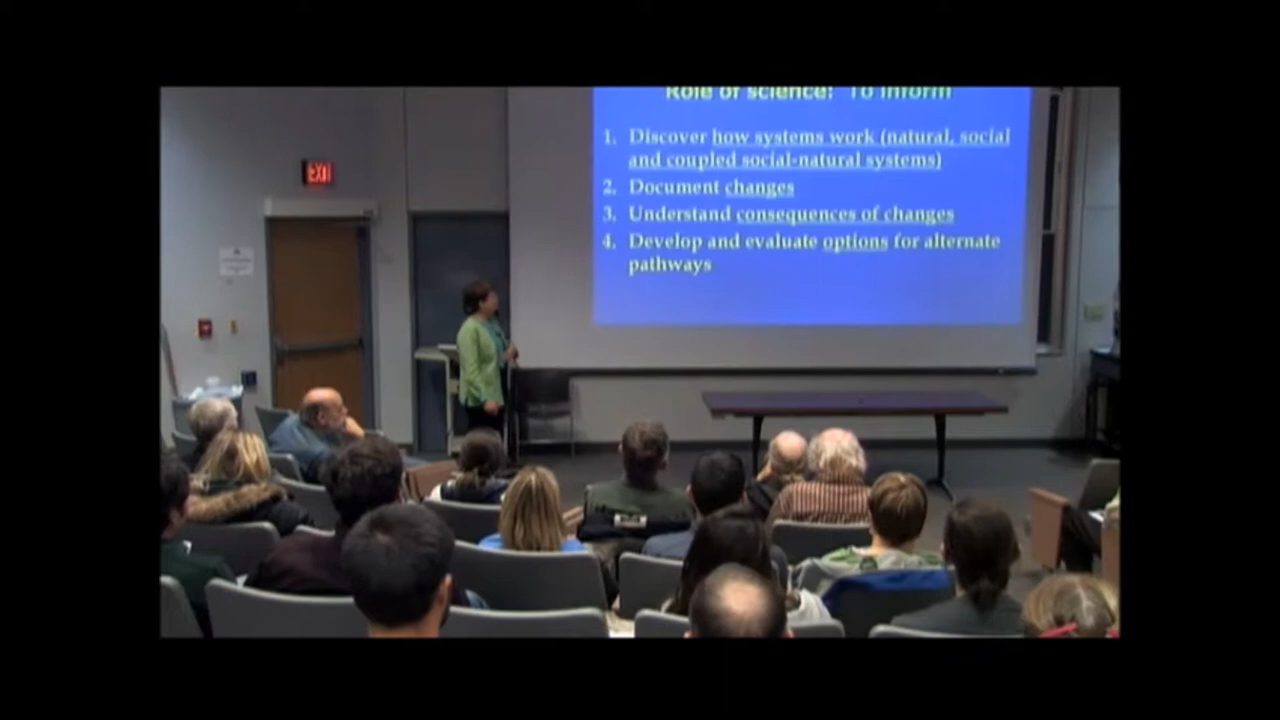 Role of science: To inform
EXIT
1. Discover how systems work (natural, social
and coupled social-natural systems)
2. Document changes
3. Understand consequences of changes
4. Develop and evaluate options for alternate
pathways